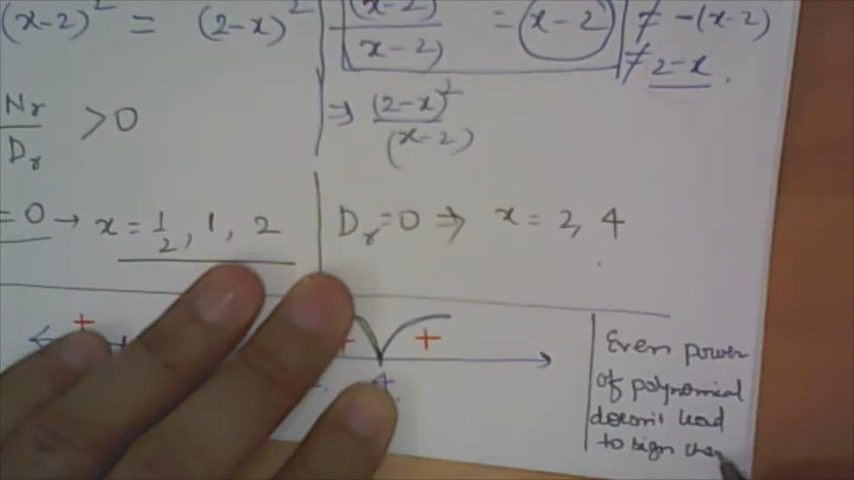 (x-2)² = (2-x)²
(x-2)/(x-2) = (x-2) ≠ -(x-2)
≠ 2-x.
Nr/Dr > 0
⇒ (2-x)²/(x-2)
=0 → x = 1/2, 1, 2
Dr=0 ⇒ x = 2, 4
+ + +
4
Even power
of polynomial
doesn't lead
to sign